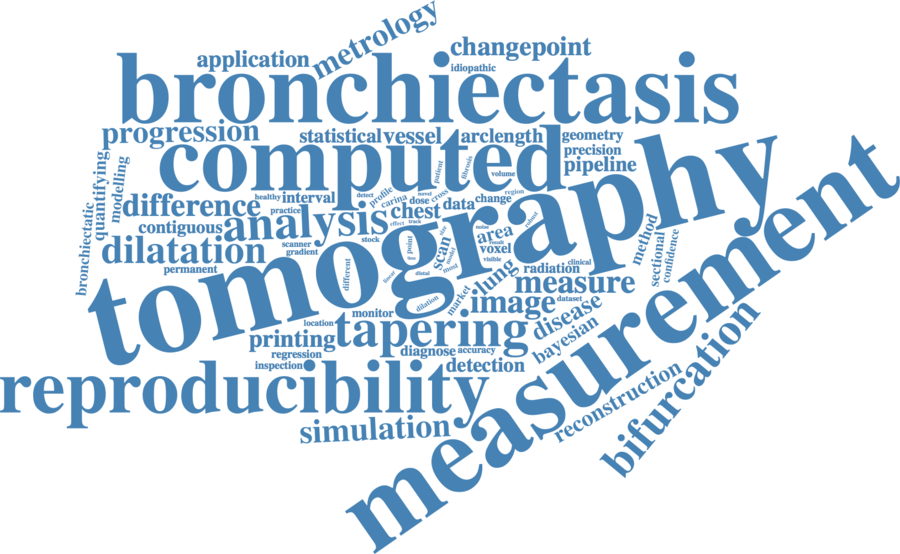 metrology
application
changepoint
idiopathic
bronchiectasis
progression
statistical
vessel
arclength
geometry
precision
pipeline
computed
patient
fibrosis
volume
quantifying
modelling
bronchiectatic
healthy
interval
detect
profile
carina
novel
dose
cross
change
region
difference
practice
analysis
chest
data
effect
track
robust
contiguous
scanner
gradient
stock
point
size
scan
model
area
noise
result
voxel
visible
method
sectional
confidence
dilatation
permanent
different
linear
distal
most
lung
radiation
clinical
tomography
measure
dilation
market
image
dataset
monitor
location
tapering
disease
printing
regression
inspection
diagnose
accuracy
detection
bayesian
measurement
reproducibility
simulation
reconstruction
bifurcation